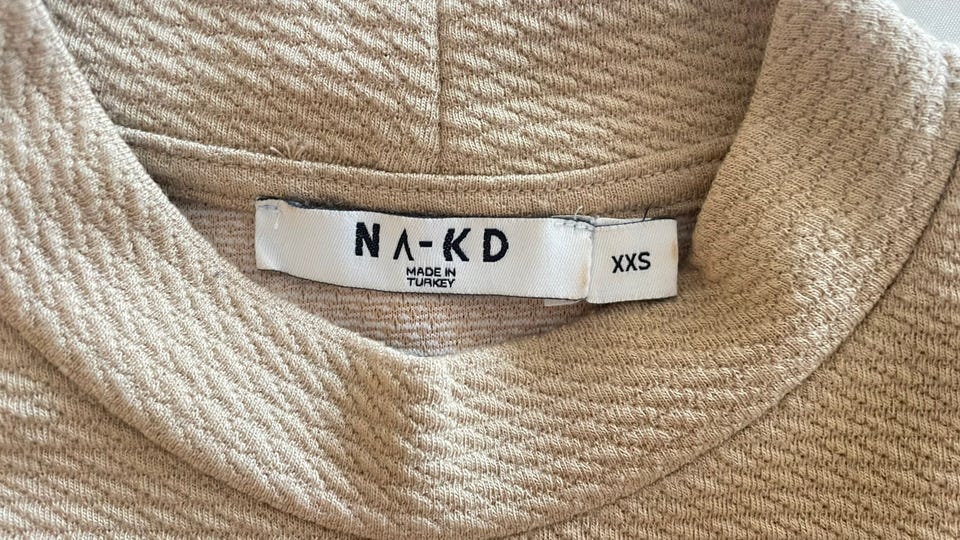 NA-KD
MADE IN
TURKEY
XXS